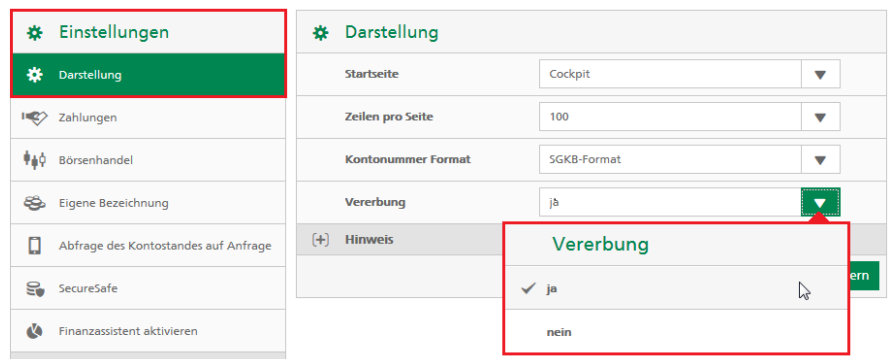 Einstellungen
Darstellung
Zahlungen
Börsenhandel
Eigene Bezeichnung
Abfrage des Kontostandes auf Anfrage
SecureSafe
Finanzassistent aktivieren
Darstellung
Startseite Cockpit
Zeilen pro Seite 100
Kontonummer Format SGKB-Format
Vererbung ja
[+] Hinweis
ern
Vererbung
ja
nein